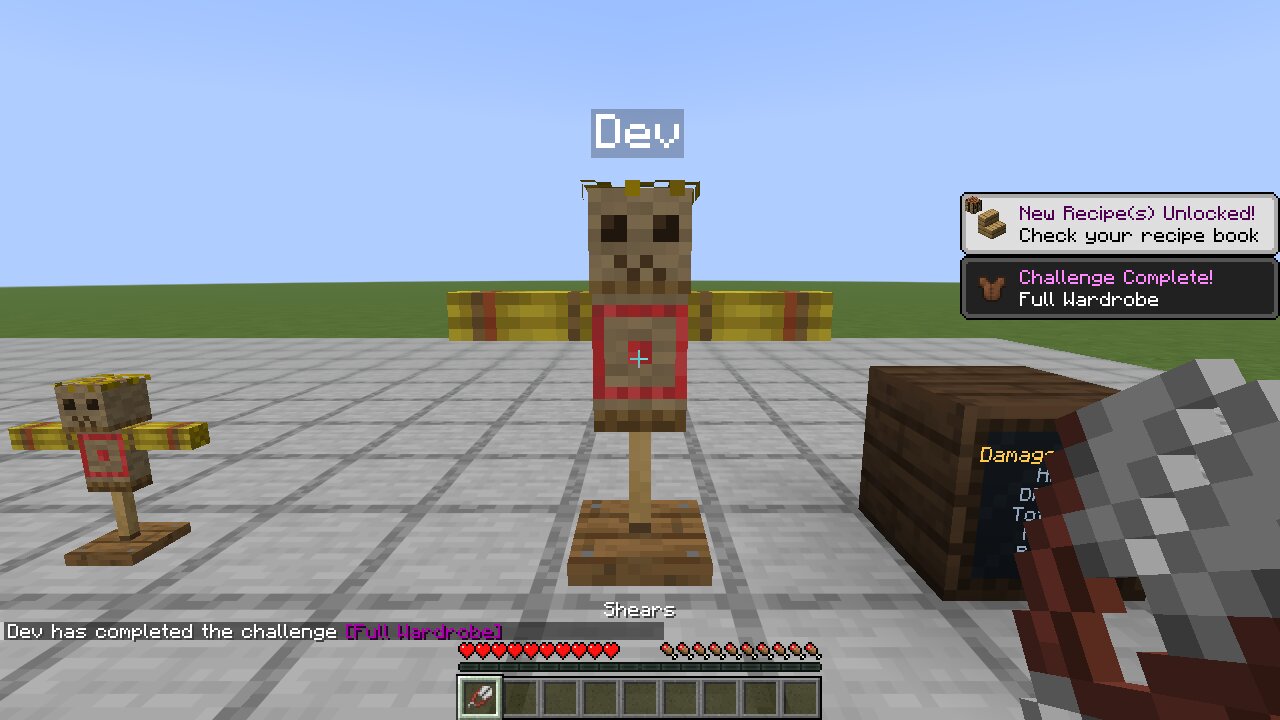 Dev
New Recipe(s) Unlocked!
Check your recipe book
Challenge Complete!
Full Wardrobe
Shears
Dev has completed the challenge [Full Wardrobe]